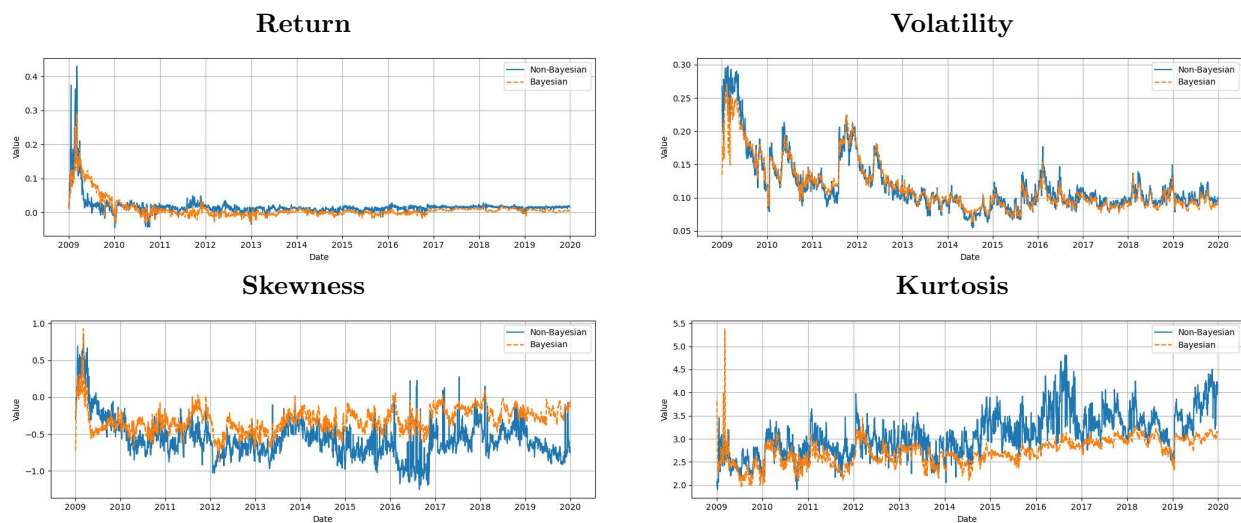 Return
Non-Bayesian
Bayesian
Value
0.4
0.3
0.2
0.1
0.0
2009 2010 2011 2012 2013 2014 2015 2016 2017 2018 2019 2020
Date
Volatility
Non-Bayesian
Bayesian
Value
0.30
0.25
0.20
0.15
0.10
0.05
2009 2010 2011 2012 2013 2014 2015 2016 2017 2018 2019 2020
Date
Skewness
Non-Bayesian
Bayesian
Value
1.0
0.5
0.0
−0.5
−1.0
2009 2010 2011 2012 2013 2014 2015 2016 2017 2018 2019 2020
Date
Kurtosis
Non-Bayesian
Bayesian
Value
5.5
5.0
4.5
4.0
3.5
3.0
2.5
2.0
2009 2010 2011 2012 2013 2014 2015 2016 2017 2018 2019 2020
Date